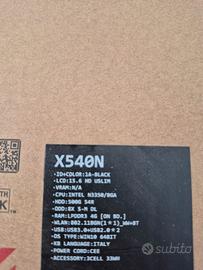 X540N
•ID+COLOR:1A-BLACK
•LCD:15.6 HD USLIM
•VRAM:N/A
•CPU:INTEL N3350/BGA
•HDD:500G 54R
•ODD:8X S-M DL
•RAM:LPDDR3 4G [ON BD.]
•WLAN:802.11BGN(1*1)_WW+BT
•USB:USB3.0+USB2.0*2
•OS TYPE:WIN10 64BIT
•KB LANGUAGE:ITALY
•POWER CORD:CEE
•ACCESSORY:3CELL 33WH
TH
K
subito